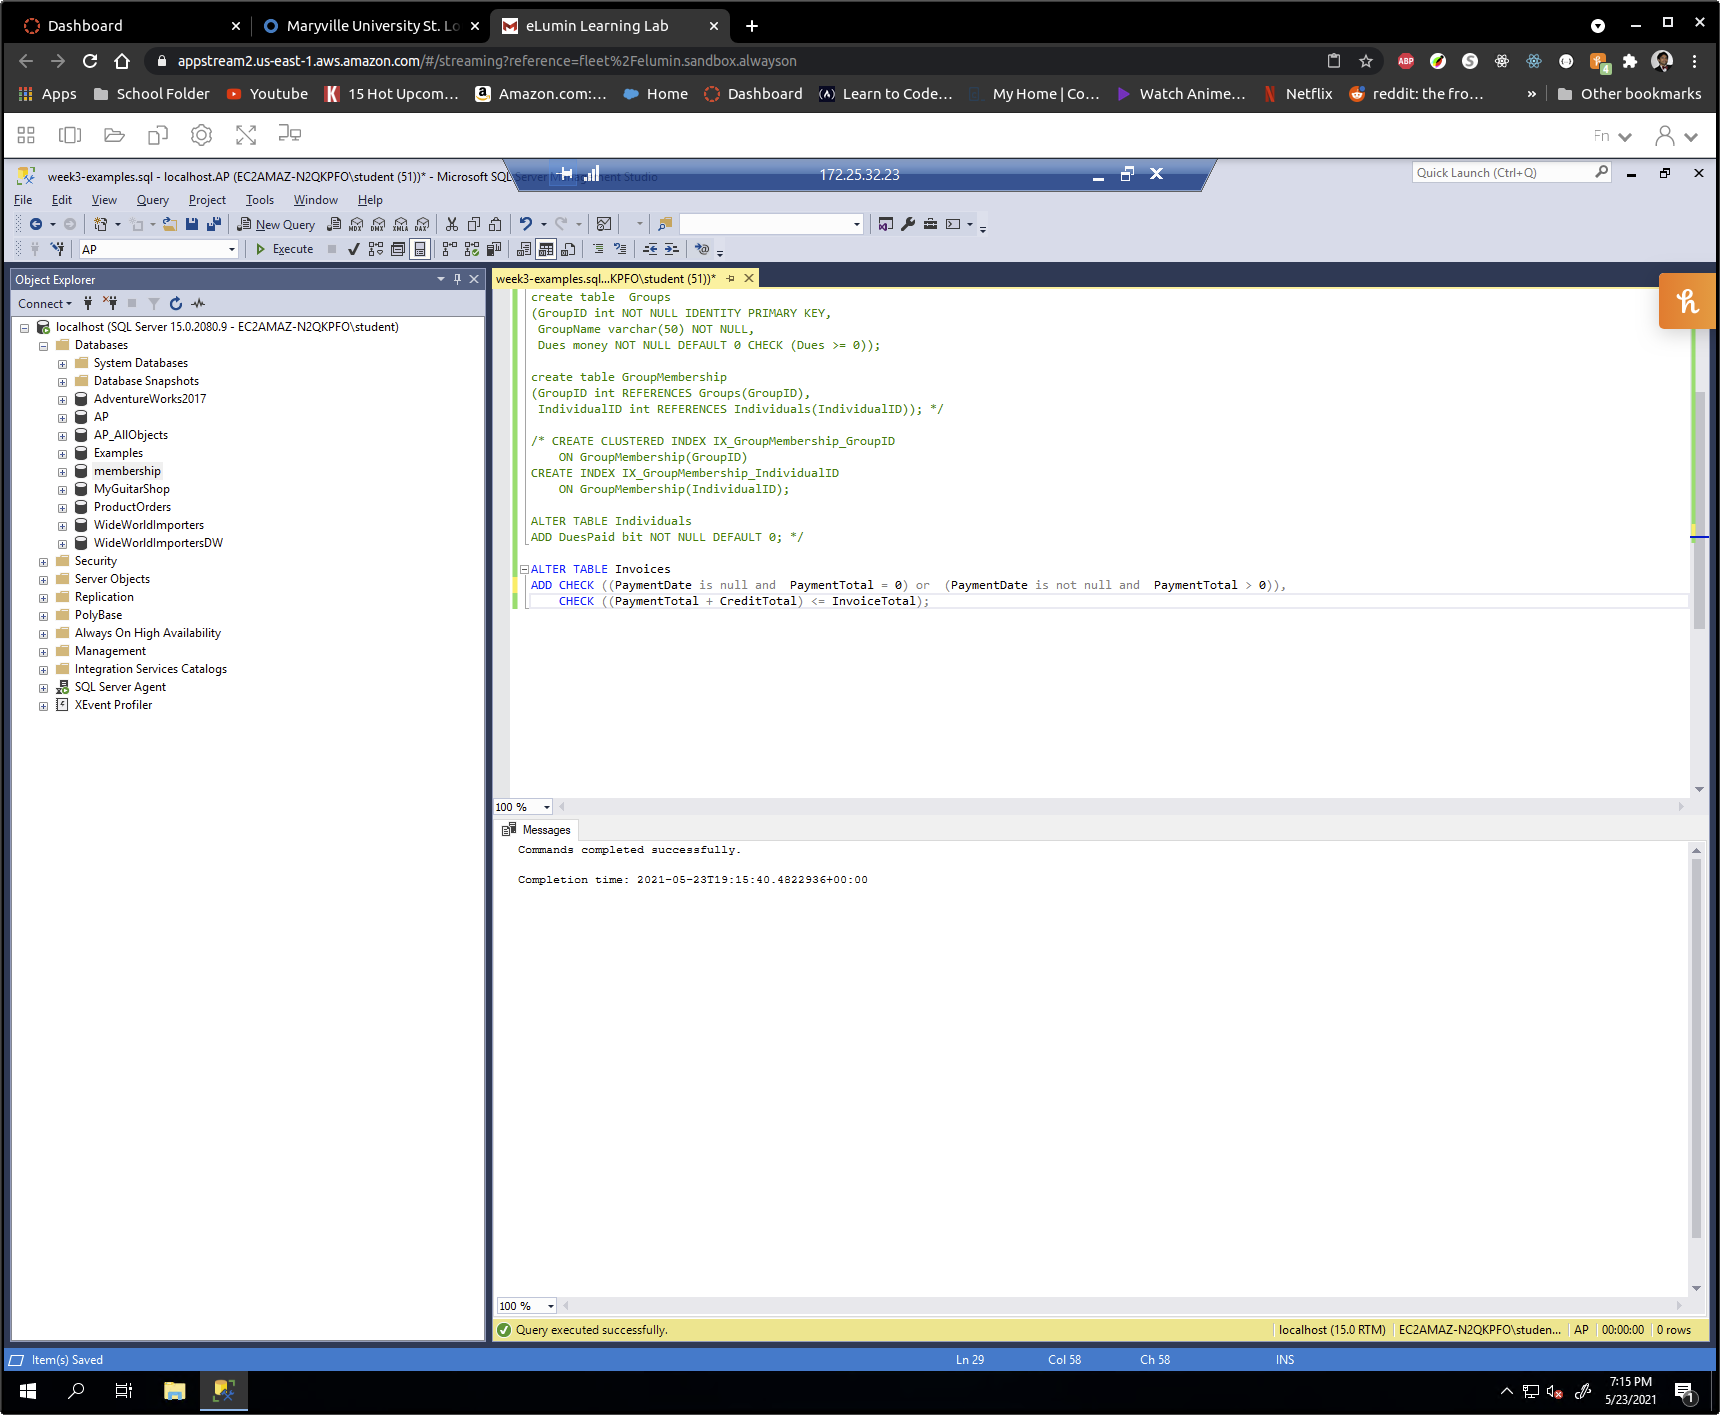 Dashboard
Maryville University St. Lo
eLumin Learning Lab
appstream2.us-east-1.aws.amazon.com/#/streaming?reference=fleet%2Felumin.sandbox.alwayson
ABP
4
Apps
School Folder
Youtube
15 Hot Upcom...
Amazon.com:...
Home
Dashboard
Learn to Code...
My Home | Co...
Watch Anime...
Netflix
reddit: the fro...
»
Other bookmarks
Fn
week3-examples.sql - localhost.AP (EC2AMAZ-N2QKPFO\student (51))* - Microsoft SQL Server Management Studio
172.25.32.23
Quick Launch (Ctrl+Q)
File Edit View Query Project Tools Window Help
New Query
MDX DMX XMLA DAX
AP
Execute
Object Explorer
week3-examples.sql...KPFO\student (51))*
Connect
localhost (SQL Server 15.0.2080.9 - EC2AMAZ-N2QKPFO\student)
Databases
System Databases
Database Snapshots
AdventureWorks2017
AP
AP_AllObjects
Examples
membership
MyGuitarShop
ProductOrders
WideWorldImporters
WideWorldImportersDW
Security
Server Objects
Replication
PolyBase
Always On High Availability
Management
Integration Services Catalogs
SQL Server Agent
XEvent Profiler
create table  Groups
(GroupID int NOT NULL IDENTITY PRIMARY KEY,
GroupName varchar(50) NOT NULL,
Dues money NOT NULL DEFAULT 0 CHECK (Dues >= 0));
create table GroupMembership
(GroupID int REFERENCES Groups(GroupID),
IndividualID int REFERENCES Individuals(IndividualID)); */
/* CREATE CLUSTERED INDEX IX_GroupMembership_GroupID
ON GroupMembership(GroupID)
CREATE INDEX IX_GroupMembership_IndividualID
ON GroupMembership(IndividualID);
ALTER TABLE Individuals
ADD DuesPaid bit NOT NULL DEFAULT 0; */
ALTER TABLE Invoices
ADD CHECK ((PaymentDate is null and  PaymentTotal = 0) or  (PaymentDate is not null and  PaymentTotal > 0)),
CHECK ((PaymentTotal + CreditTotal) <= InvoiceTotal);
100 %
Messages
Commands completed successfully.
Completion time: 2021-05-23T19:15:40.4822936+00:00
100 %
Query executed successfully.
localhost (15.0 RTM)
EC2AMAZ-N2QKPFO\studen...
AP
00:00:00
0 rows
Item(s) Saved
Ln 29
Col 58
Ch 58
INS
7:15 PM
5/23/2021
1